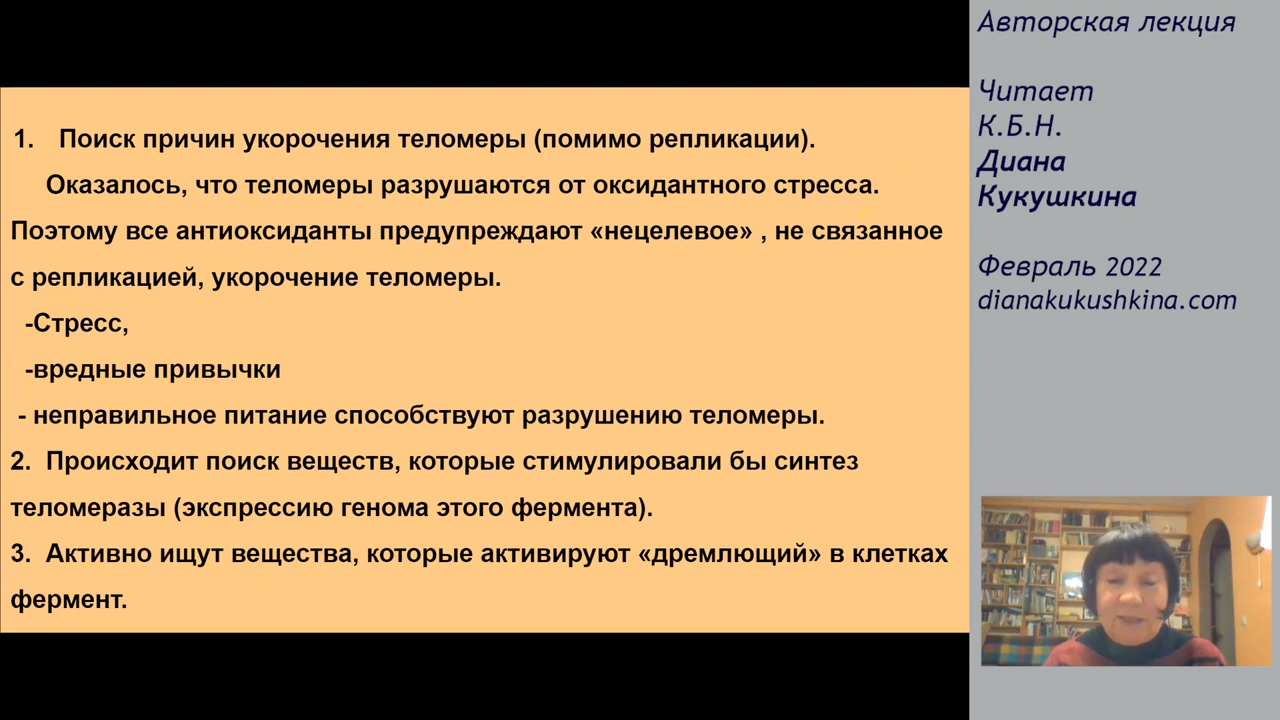 1. Поиск причин укорочения теломеры (помимо репликации).
Оказалось, что теломеры разрушаются от оксидантного стресса.
Поэтому все антиоксиданты предупреждают «нецелевое» , не связанное
с репликацией, укорочение теломеры.
-Стресс,
-вредные привычки
- неправильное питание способствуют разрушению теломеры.
2. Происходит поиск веществ, которые стимулировали бы синтез
теломеразы (экспрессию генома этого фермента).
3. Активно ищут вещества, которые активируют «дремлющий» в клетках
фермент.
Авторская лекция
Читает
К.Б.Н.
Диана
Кукушкина
Февраль 2022
dianakukushkina.com